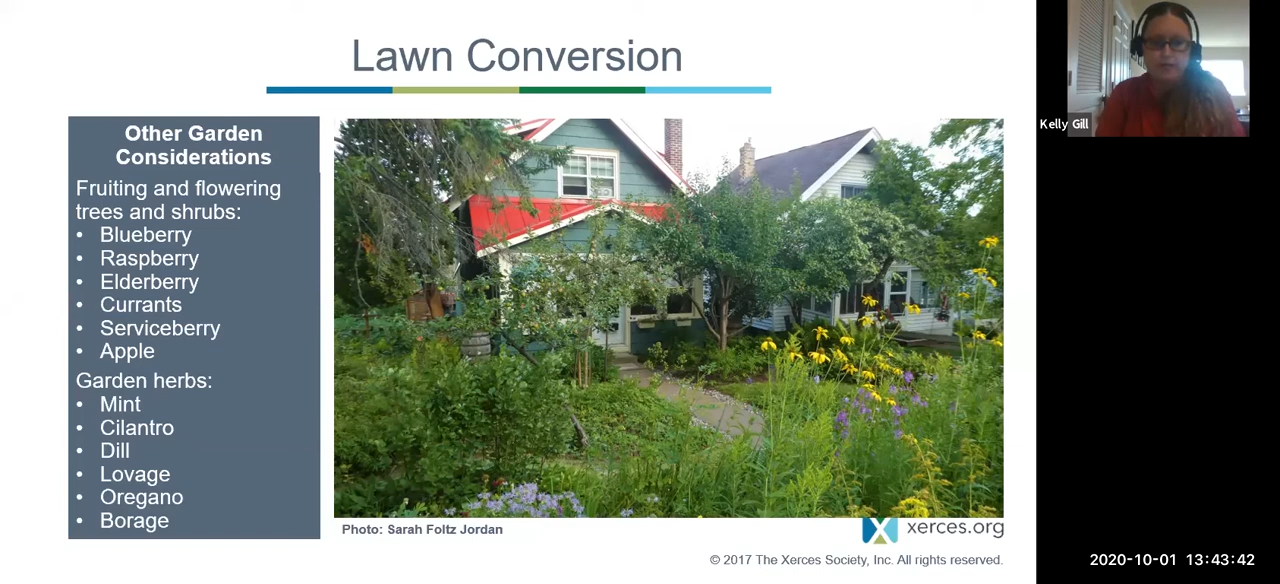 Lawn Conversion
Other Garden
Considerations
Fruiting and flowering
trees and shrubs:
• Blueberry
• Raspberry
• Elderberry
• Currants
• Serviceberry
• Apple
Garden herbs:
• Mint
• Cilantro
• Dill
• Lovage
• Oregano
• Borage
Photo: Sarah Foltz Jordan
xerces.org
© 2017 The Xerces Society, Inc. All rights reserved.
Kelly Gill
2020-10-01 13:43:42